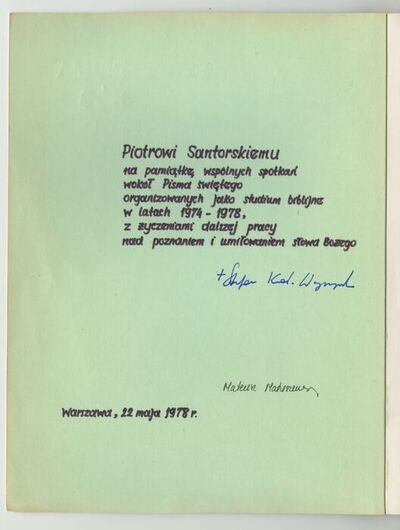 Piotrowi Santorskiemu
na pamiątkę wspólnych spotkań
wokół Pisma świętego
organizowanych jako studium biblijne
w latach 1974 - 1978,
z życzeniami dalszej pracy
nad poznaniem i umiłowaniem słowa Bożego
+ Stefan Kard. Wyszyński
Warszawa, 22 maja 1978 r.